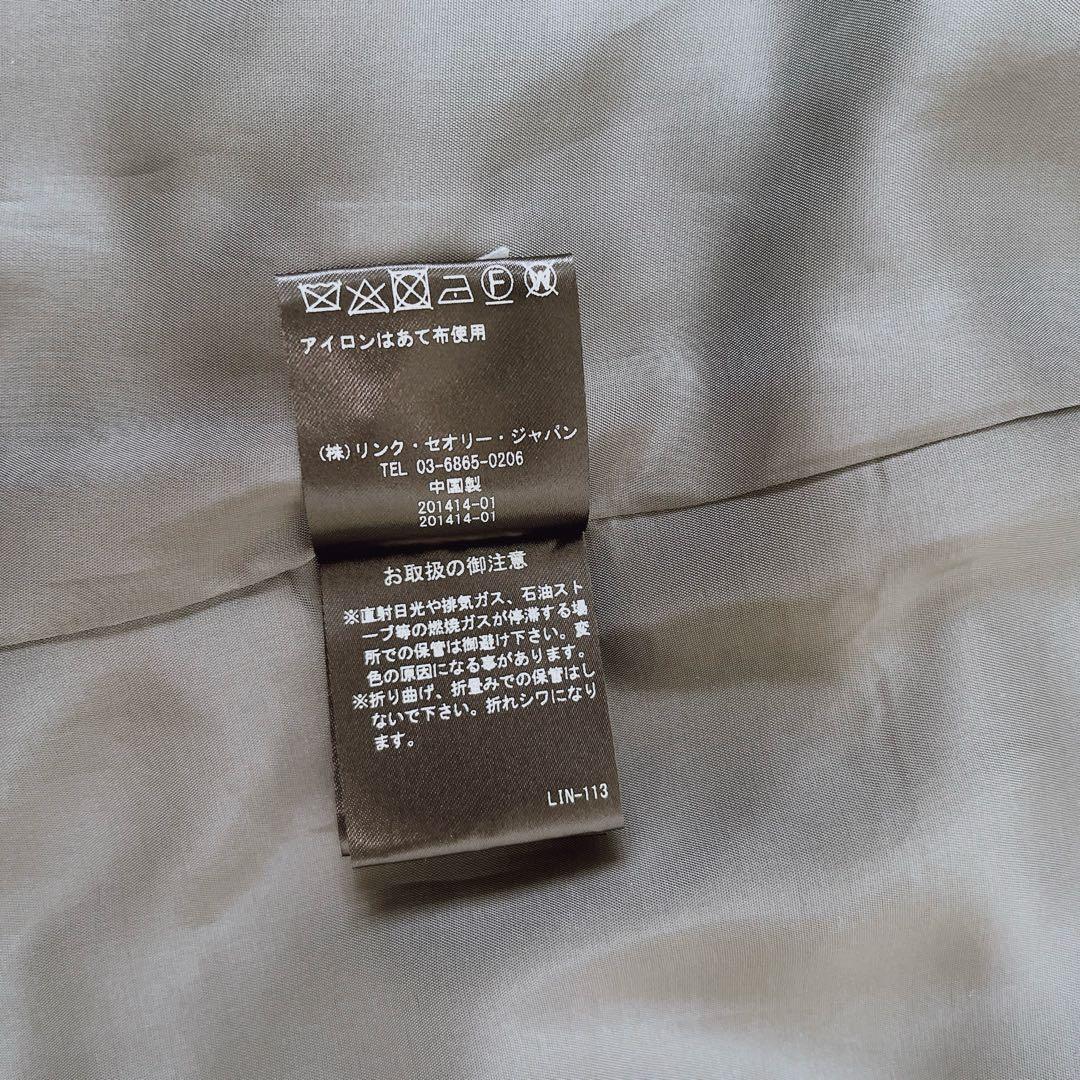 F W
アイロンはあて布使用
(株)リンク・セオリー・ジャパン
TEL 03-6865-0206
中国製
201414-01
201414-01
お取扱の御注意
※直射日光や排気ガス、石油スト
ーブ等の燃焼ガスが停滞する場
所での保管は御避け下さい。変
色の原因になる事があります。
※折り曲げ、折畳みでの保管はし
ないで下さい。折れシワになり
ます。
LIN-113